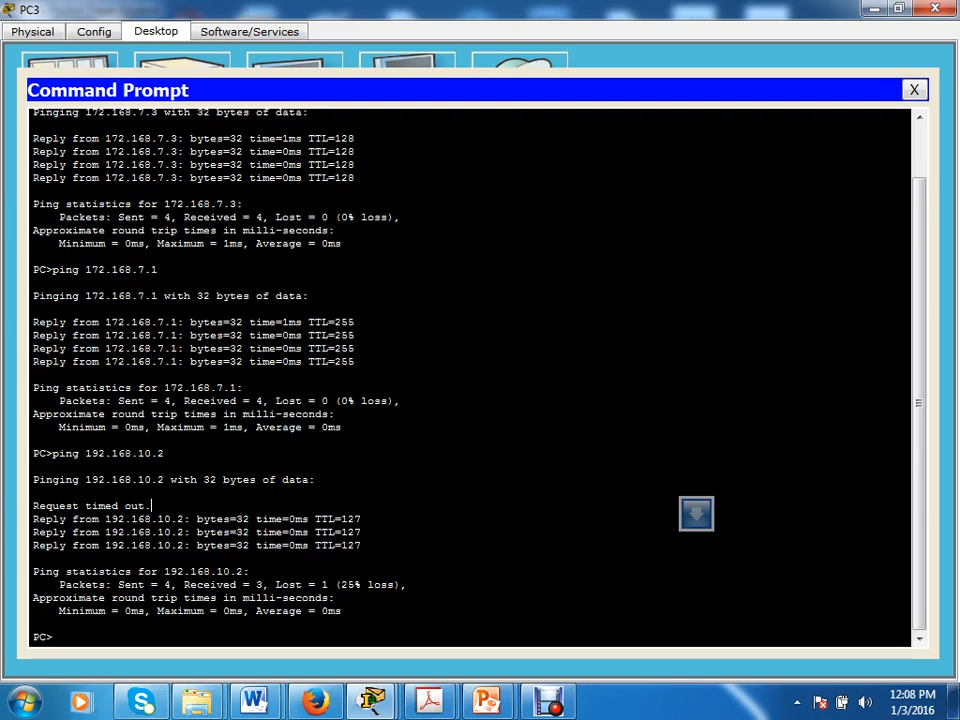 PC3
Physical
Config
Desktop
Software/Services
Command Prompt
X
Pinging 172.168.7.3 with 32 bytes of data:
Reply from 172.168.7.3: bytes=32 time=1ms TTL=128
Reply from 172.168.7.3: bytes=32 time=0ms TTL=128
Reply from 172.168.7.3: bytes=32 time=0ms TTL=128
Reply from 172.168.7.3: bytes=32 time=0ms TTL=128
Ping statistics for 172.168.7.3:
Packets: Sent = 4, Received = 4, Lost = 0 (0% loss),
Approximate round trip times in milli-seconds:
Minimum = 0ms, Maximum = 1ms, Average = 0ms
PC>ping 172.168.7.1
Pinging 172.168.7.1 with 32 bytes of data:
Reply from 172.168.7.1: bytes=32 time=1ms TTL=255
Reply from 172.168.7.1: bytes=32 time=0ms TTL=255
Reply from 172.168.7.1: bytes=32 time=0ms TTL=255
Reply from 172.168.7.1: bytes=32 time=0ms TTL=255
Ping statistics for 172.168.7.1:
Packets: Sent = 4, Received = 4, Lost = 0 (0% loss),
Approximate round trip times in milli-seconds:
Minimum = 0ms, Maximum = 1ms, Average = 0ms
PC>ping 192.168.10.2
Pinging 192.168.10.2 with 32 bytes of data:
Request timed out.
Reply from 192.168.10.2: bytes=32 time=0ms TTL=127
Reply from 192.168.10.2: bytes=32 time=0ms TTL=127
Reply from 192.168.10.2: bytes=32 time=0ms TTL=127
Ping statistics for 192.168.10.2:
Packets: Sent = 4, Received = 3, Lost = 1 (25% loss),
Approximate round trip times in milli-seconds:
Minimum = 0ms, Maximum = 0ms, Average = 0ms
PC>
12:08 PM
1/3/2016